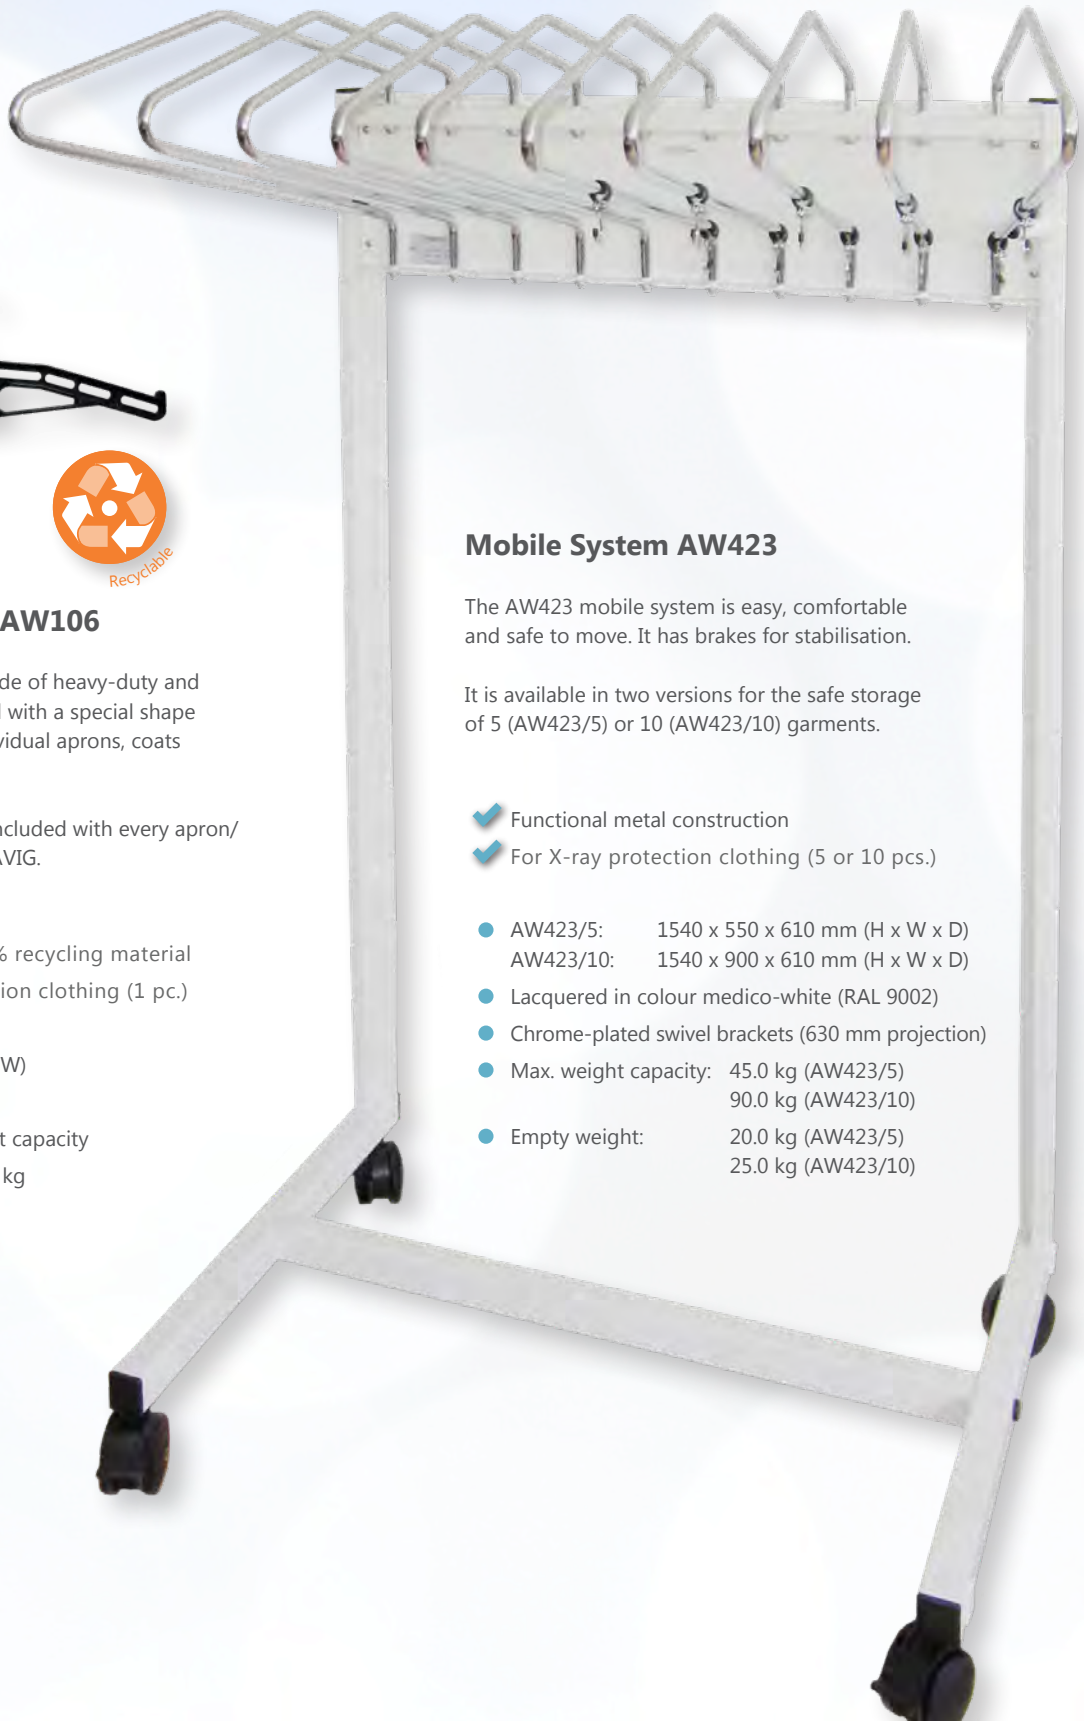 Recyclable
AW106
de of heavy-duty and
d with a special shape
vidual aprons, coats
ncluded with every apron/
AVIG.
% recycling material
ion clothing (1 pc.)
W)
t capacity
kg
Mobile System AW423
The AW423 mobile system is easy, comfortable
and safe to move. It has brakes for stabilisation.
It is available in two versions for the safe storage
of 5 (AW423/5) or 10 (AW423/10) garments.
Functional metal construction
For X-ray protection clothing (5 or 10 pcs.)
AW423/5: 1540 x 550 x 610 mm (H x W x D)
AW423/10: 1540 x 900 x 610 mm (H x W x D)
Lacquered in colour medico-white (RAL 9002)
Chrome-plated swivel brackets (630 mm projection)
Max. weight capacity: 45.0 kg (AW423/5)
90.0 kg (AW423/10)
Empty weight: 20.0 kg (AW423/5)
25.0 kg (AW423/10)